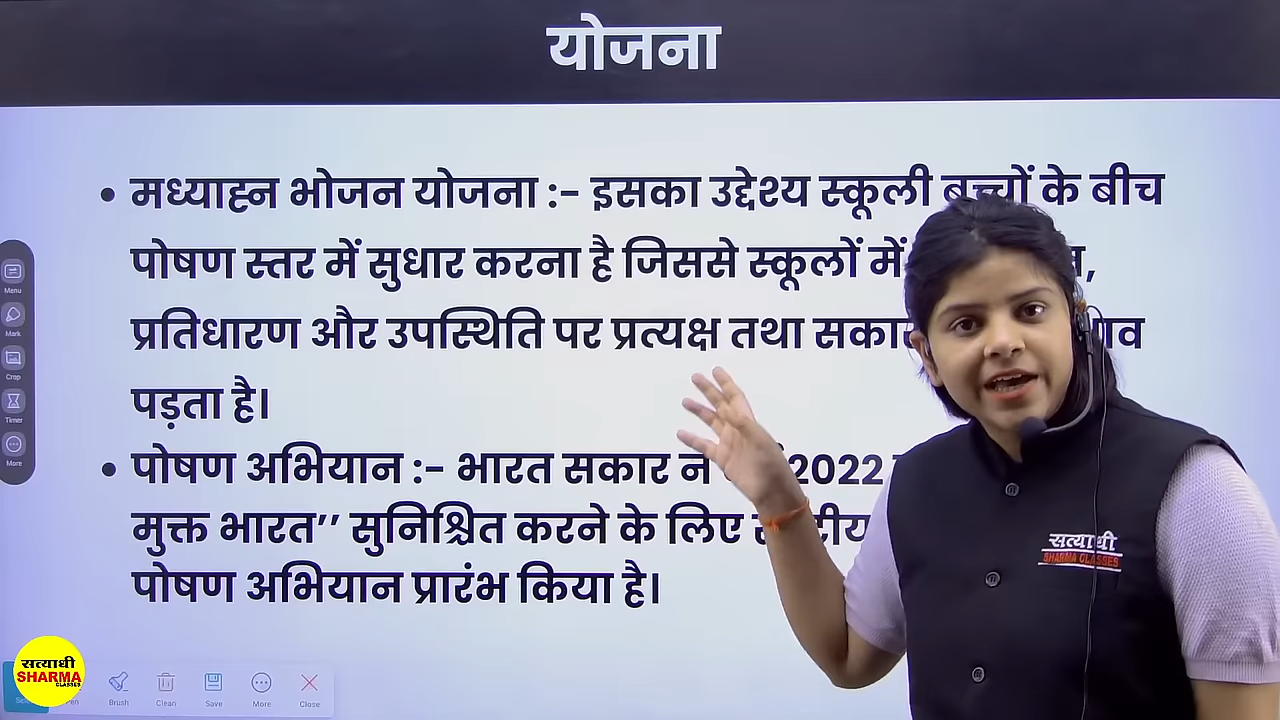 योजना
• मध्याह्न भोजन योजना :- इसका उद्देश्य स्कूली बच्चों के बीच
पोषण स्तर में सुधार करना है जिससे स्कूलों में
प्रतिधारण और उपस्थिति पर प्रत्यक्ष तथा
पड़ता है।
• पोषण अभियान :- भारत सकार 2022
मुक्त भारत’’ सुनिश्चित करने के लिए
पोषण अभियान प्रारंभ किया है।
Menu
Mark
Crop
Timer
More
सत्यार्थी
SHARMA CLASSES
सत्यार्थी
SHARMA
CLASSES
Pen Brush Clean Save More Close